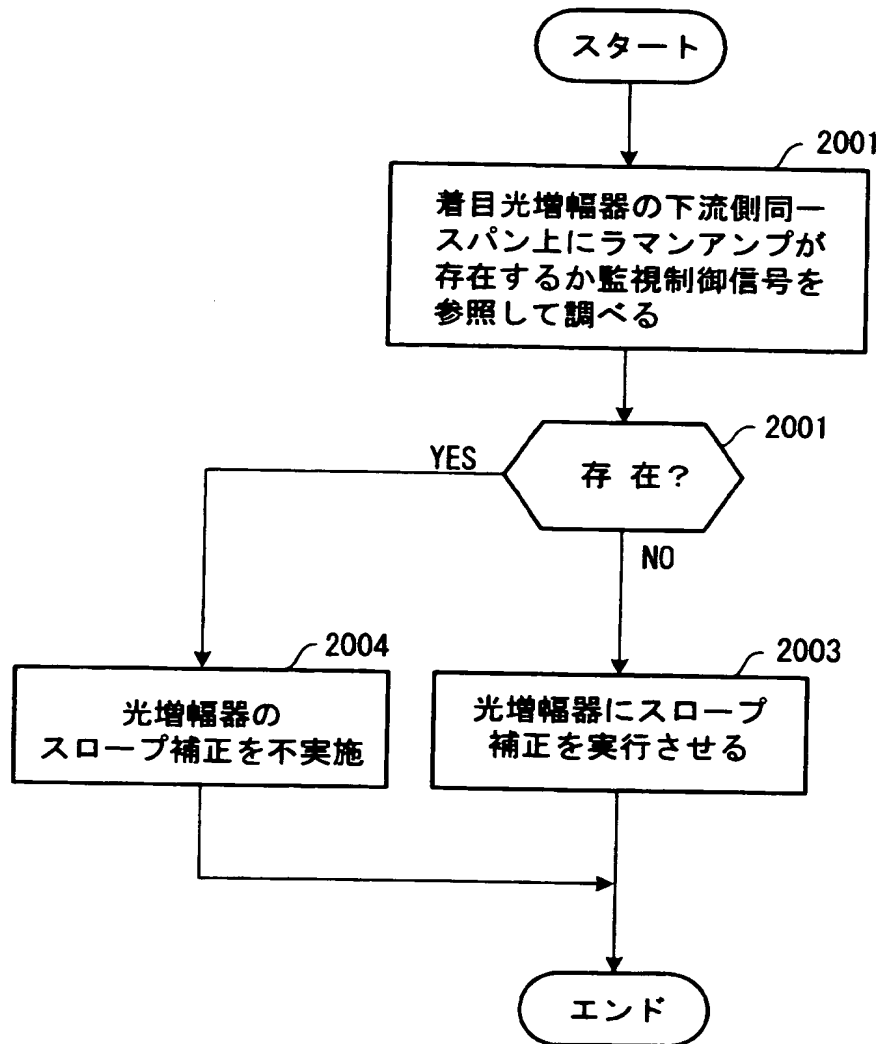 スタート
2001
着目光増幅器の下流側同一
スパン上にラマンアンプが
存在するか監視制御信号を
参照して調べる
2001
存在?
YES
NO
2004
光増幅器の
スロープ補正を不実施
2003
光増幅器にスロープ
補正を実行させる
エンド